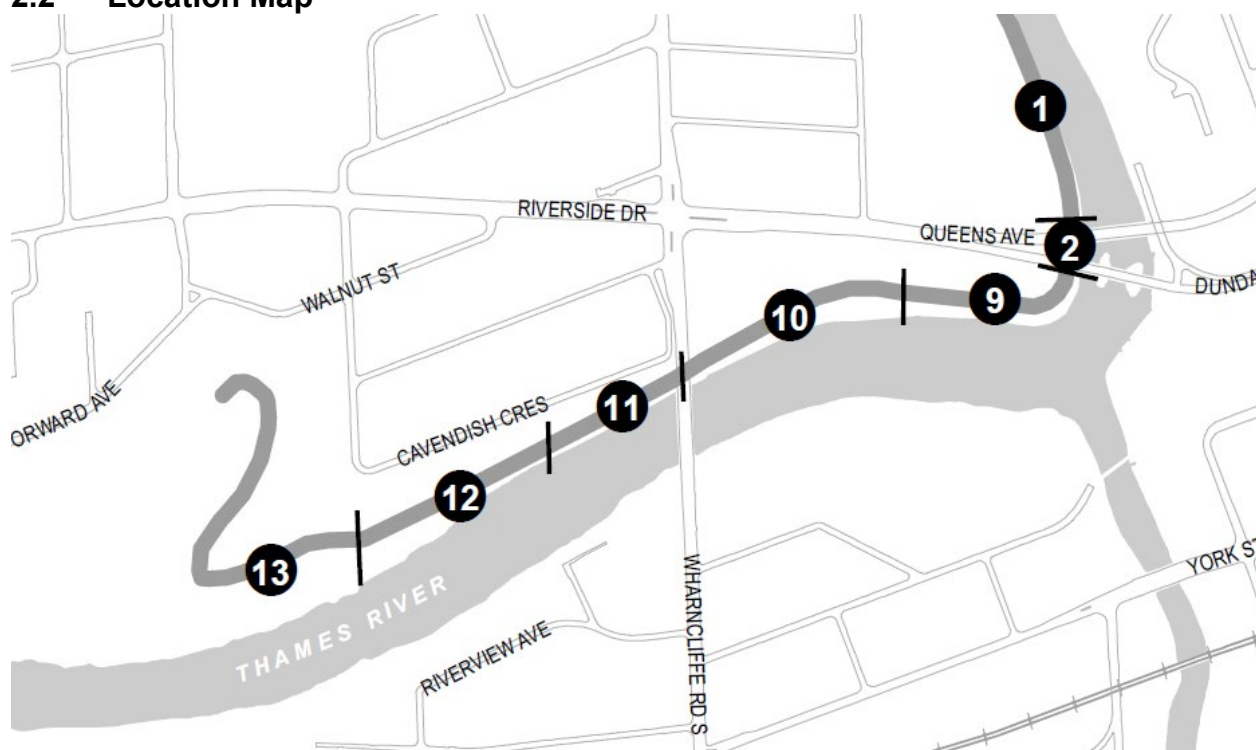 2.2 Location Map
1
RIVERSIDE DR
QUEENS AVE
2
WALNUT ST
DUNDA
9
10
ORWARD AVE
11
CAVENDISH CRES
12
13
THAMES RIVER
WHARNCLIFFE RD S
YORK ST
RIVERVIEW AVE